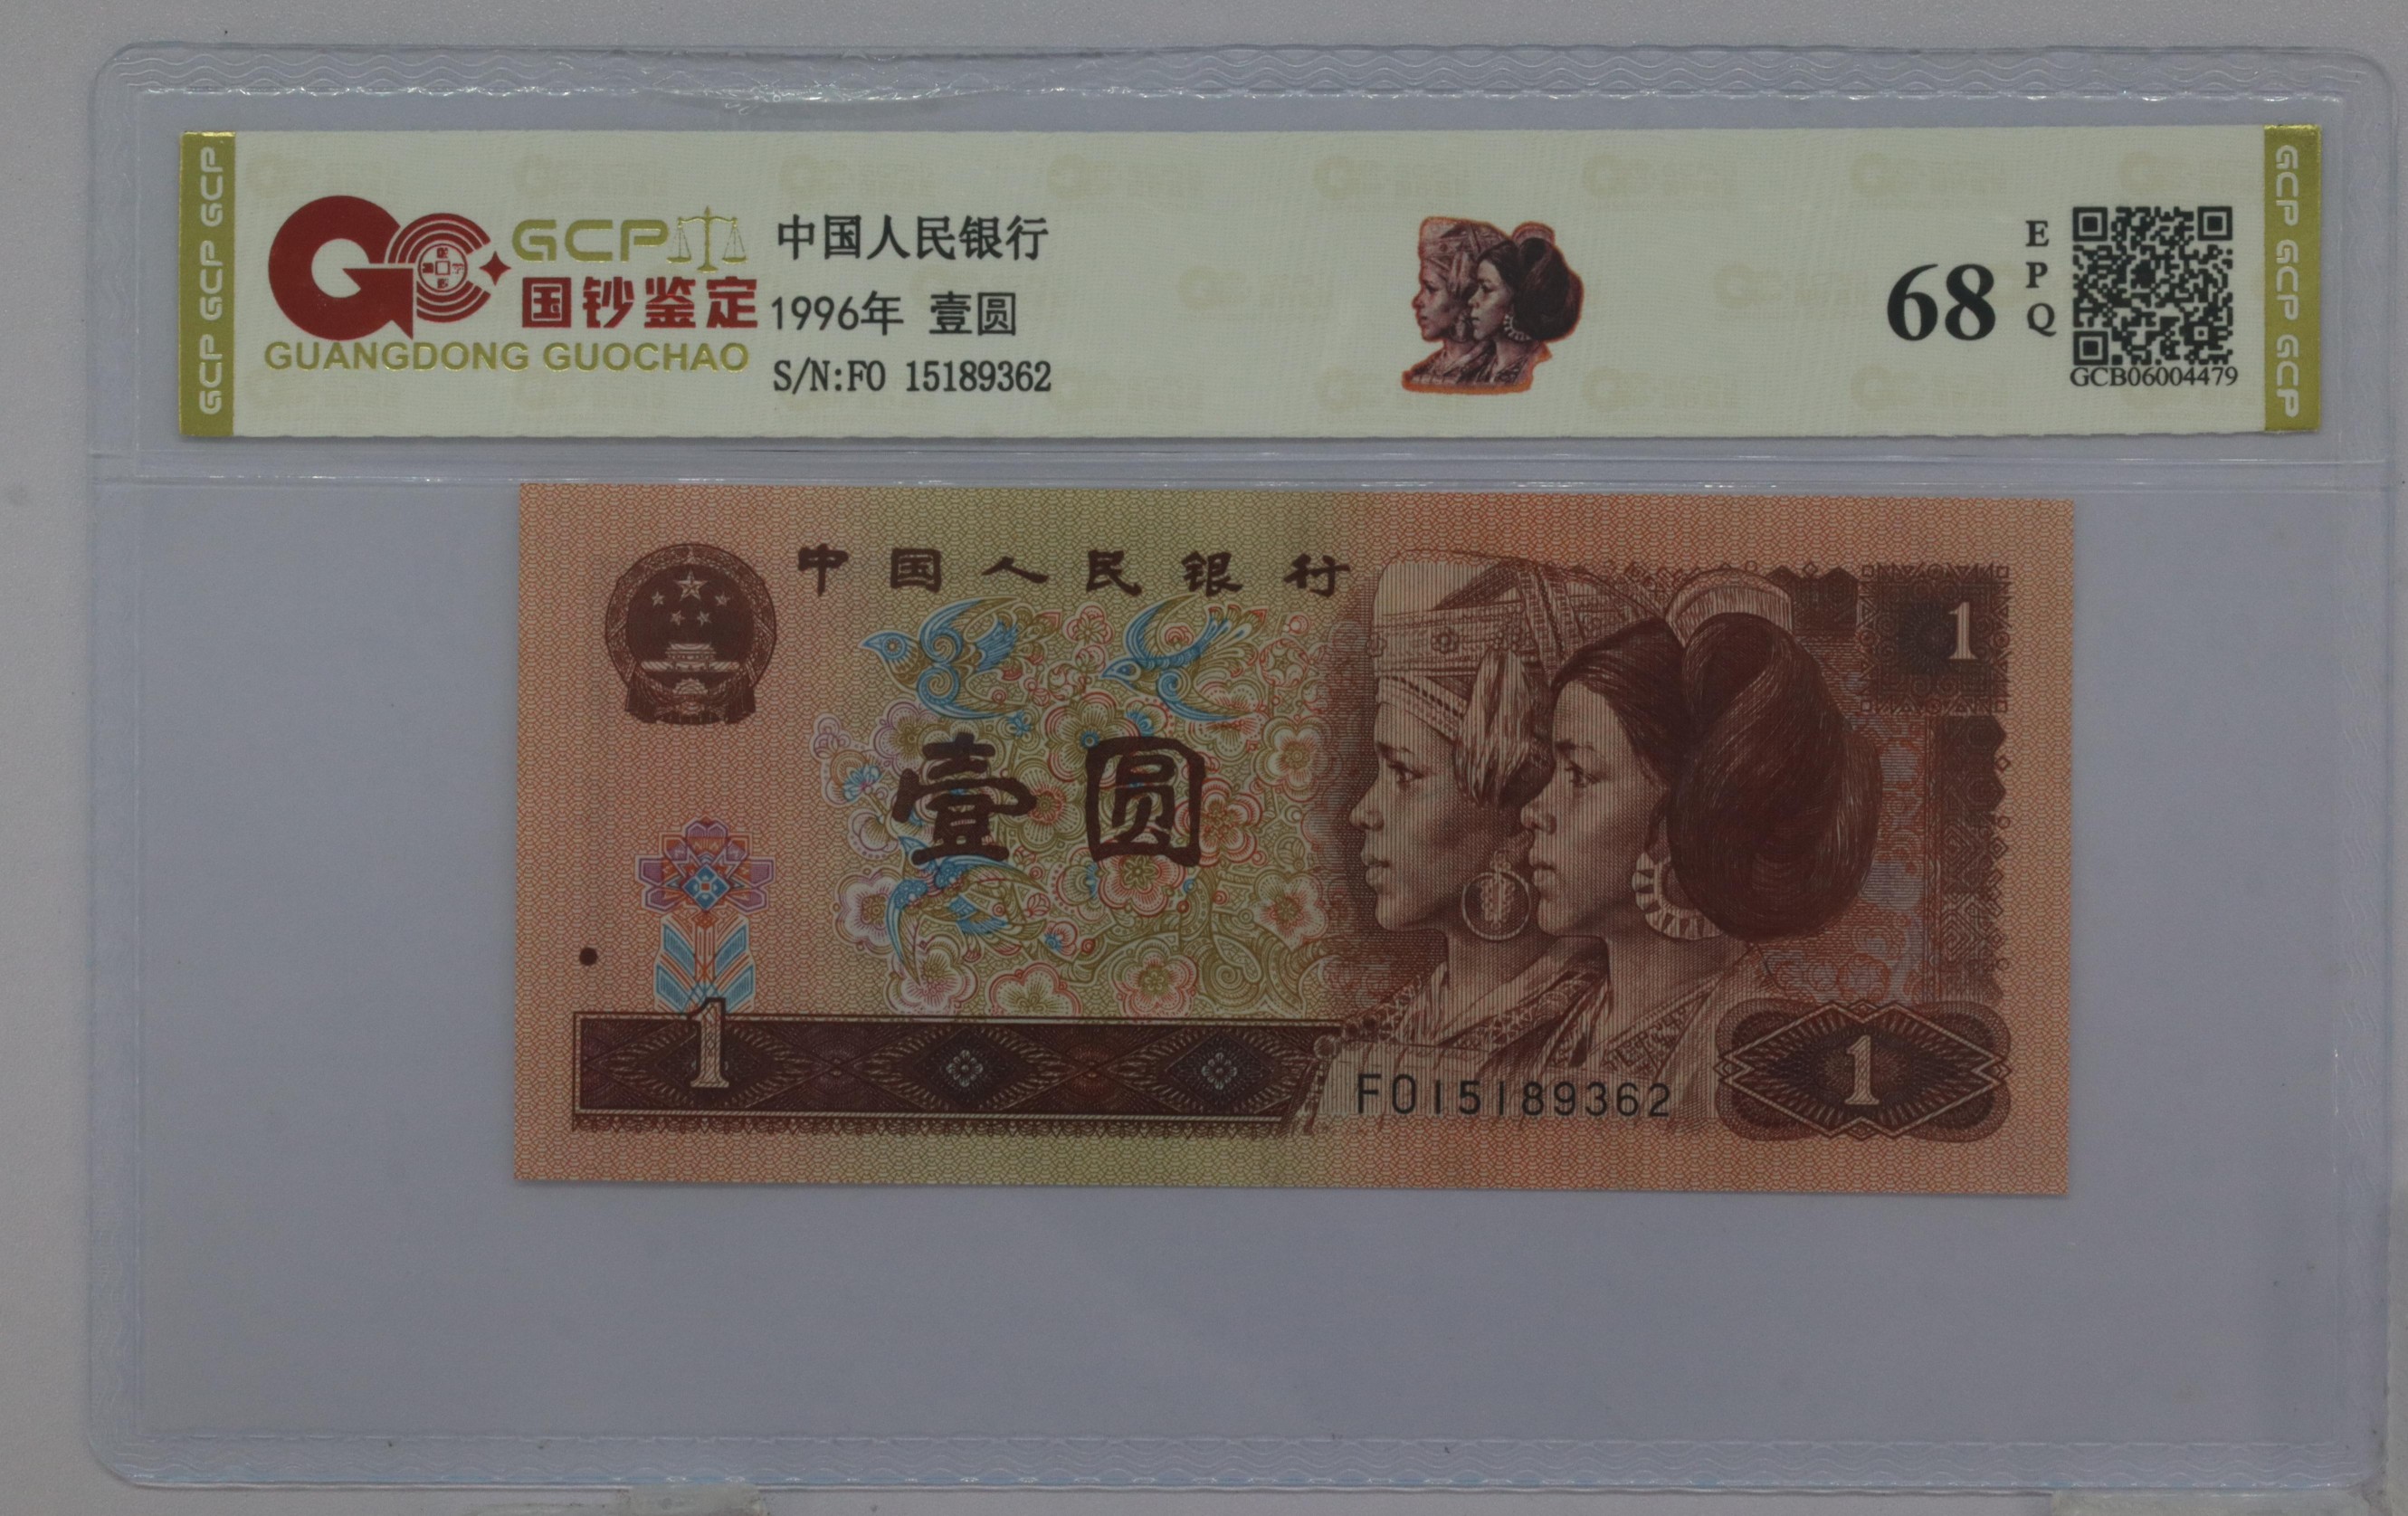 GCP GCP GCP
GCP
国钞鉴定
GUANGDONG GUOCHAO
中国人民银行
1996年 壹圆
S/N:FO 15189362
68
E
P
Q
GCB06004479
GCP GCP GCP
中国人民银行
1
壹圆
1
FO15189362
1